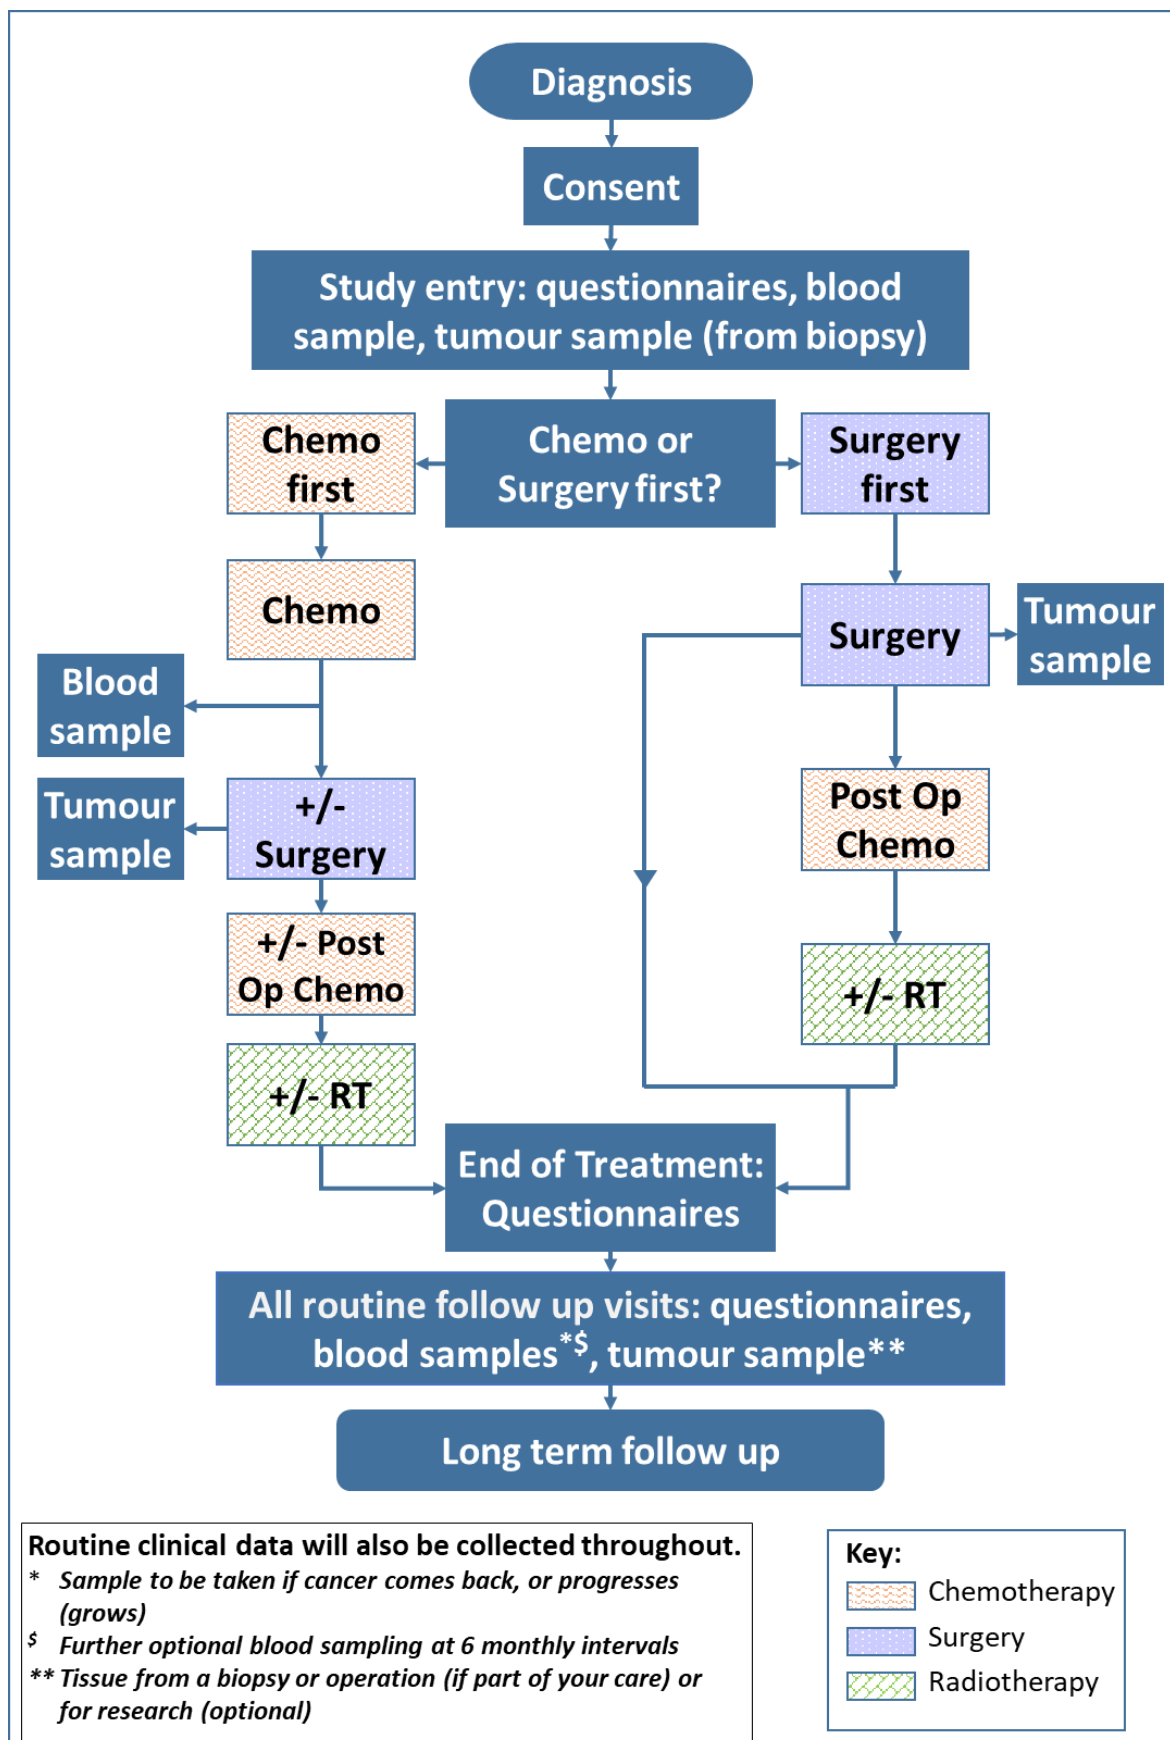 Diagnosis
Consent
Study entry: questionnaires, blood
sample, tumour sample (from biopsy)
Chemo
first
Chemo or
Surgery first?
Surgery
first
Chemo
Surgery
Tumour
sample
Blood
sample
Tumour
sample
+/-
Surgery
Post Op
Chemo
+/- Post
Op Chemo
+/- RT
+/- RT
End of Treatment:
Questionnaires
All routine follow up visits: questionnaires,
blood samples*$, tumour sample**
Long term follow up
Routine clinical data will also be collected throughout.
* Sample to be taken if cancer comes back, or progresses
(grows)
$ Further optional blood sampling at 6 monthly intervals
** Tissue from a biopsy or operation (if part of your care) or
for research (optional)
Key:
Chemotherapy
Surgery
Radiotherapy